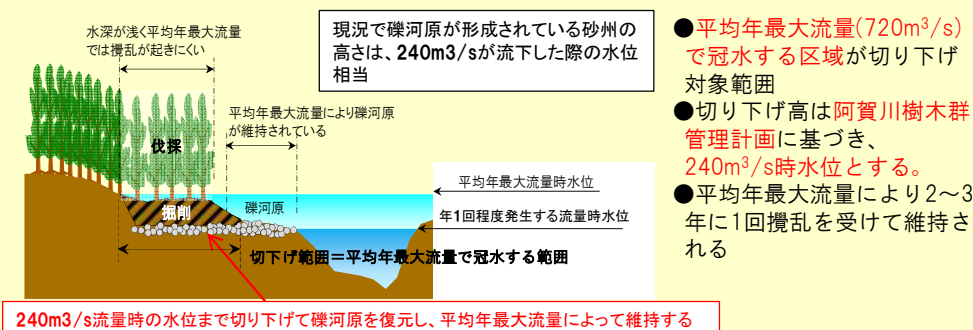 水深が浅く平均年最大流量
では攪乱が起きにくい
現況で礫河原が形成されている砂州の
高さは、240m3/sが流下した際の水位
相当
平均年最大流量により礫河原
が維持されている
伐採
掘削
礫河原
平均年最大流量時水位
年1回程度発生する流量時水位
切下げ範囲＝平均年最大流量で冠水する範囲
240m3/s流量時の水位まで切り下げて礫河原を復元し、平均年最大流量によって維持する
●平均年最大流量(720m³/s)
で冠水する区域が切り下げ
対象範囲
●切り下げ高は阿賀川樹木群
管理計画に基づき、
240m³/s時水位とする。
●平均年最大流量により2～3
年に1回攪乱を受けて維持さ
れる